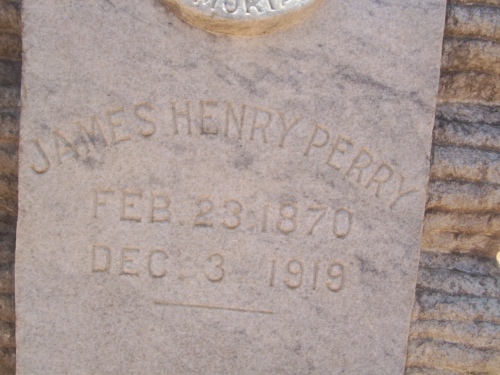 JAMES HENRY PERRY
FEB. 23 1870
DEC. 3 1919